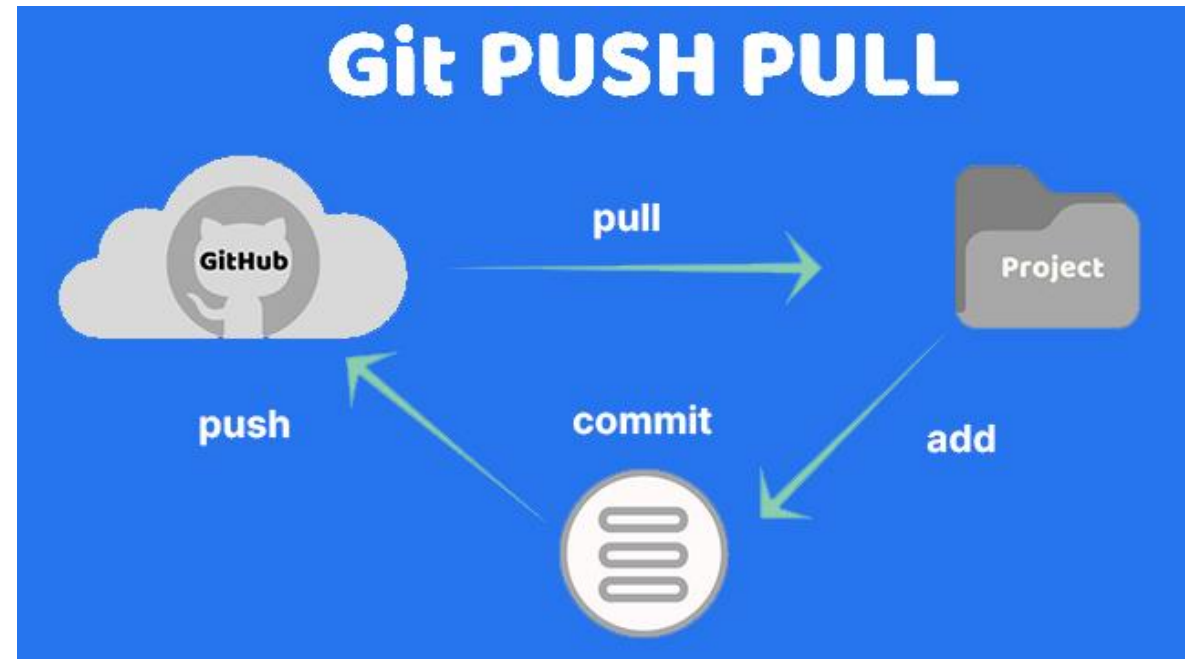 Git PUSH PULL
pull
GitHub
Project
push
commit
add